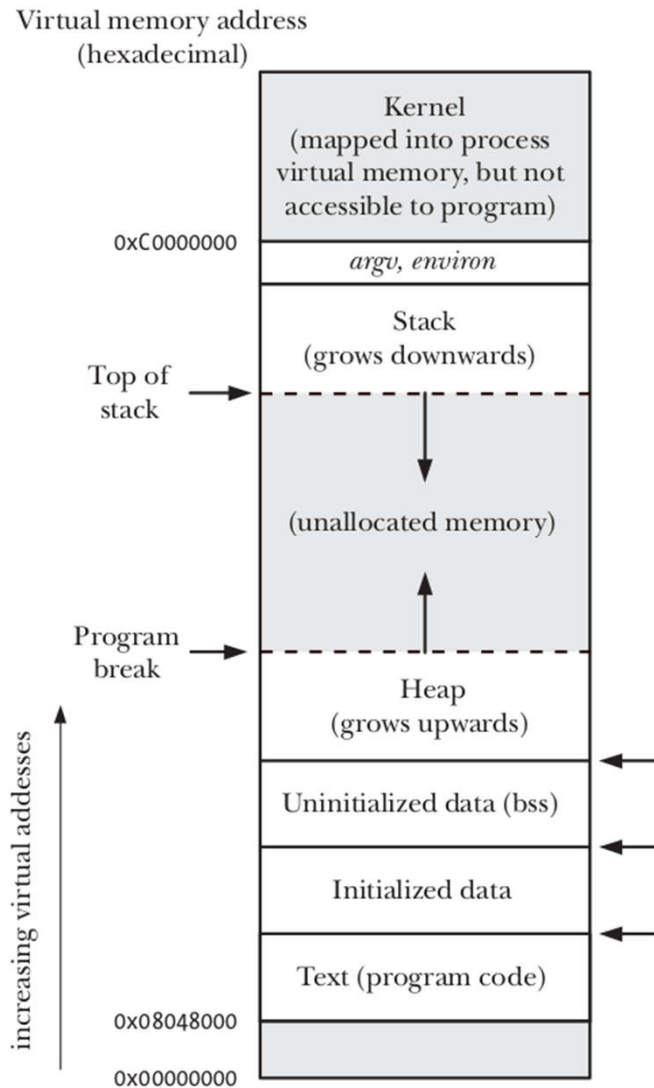 Virtual memory address
(hexadecimal)
Kernel
(mapped into process
virtual memory, but not
accessible to program)
0xC0000000
argv, environ
Stack
(grows downwards)
Top of
stack
(unallocated memory)
Program
break
Heap
(grows upwards)
Uninitialized data (bss)
Initialized data
Text (program code)
increasing virtual addesses
0x08048000
0x00000000